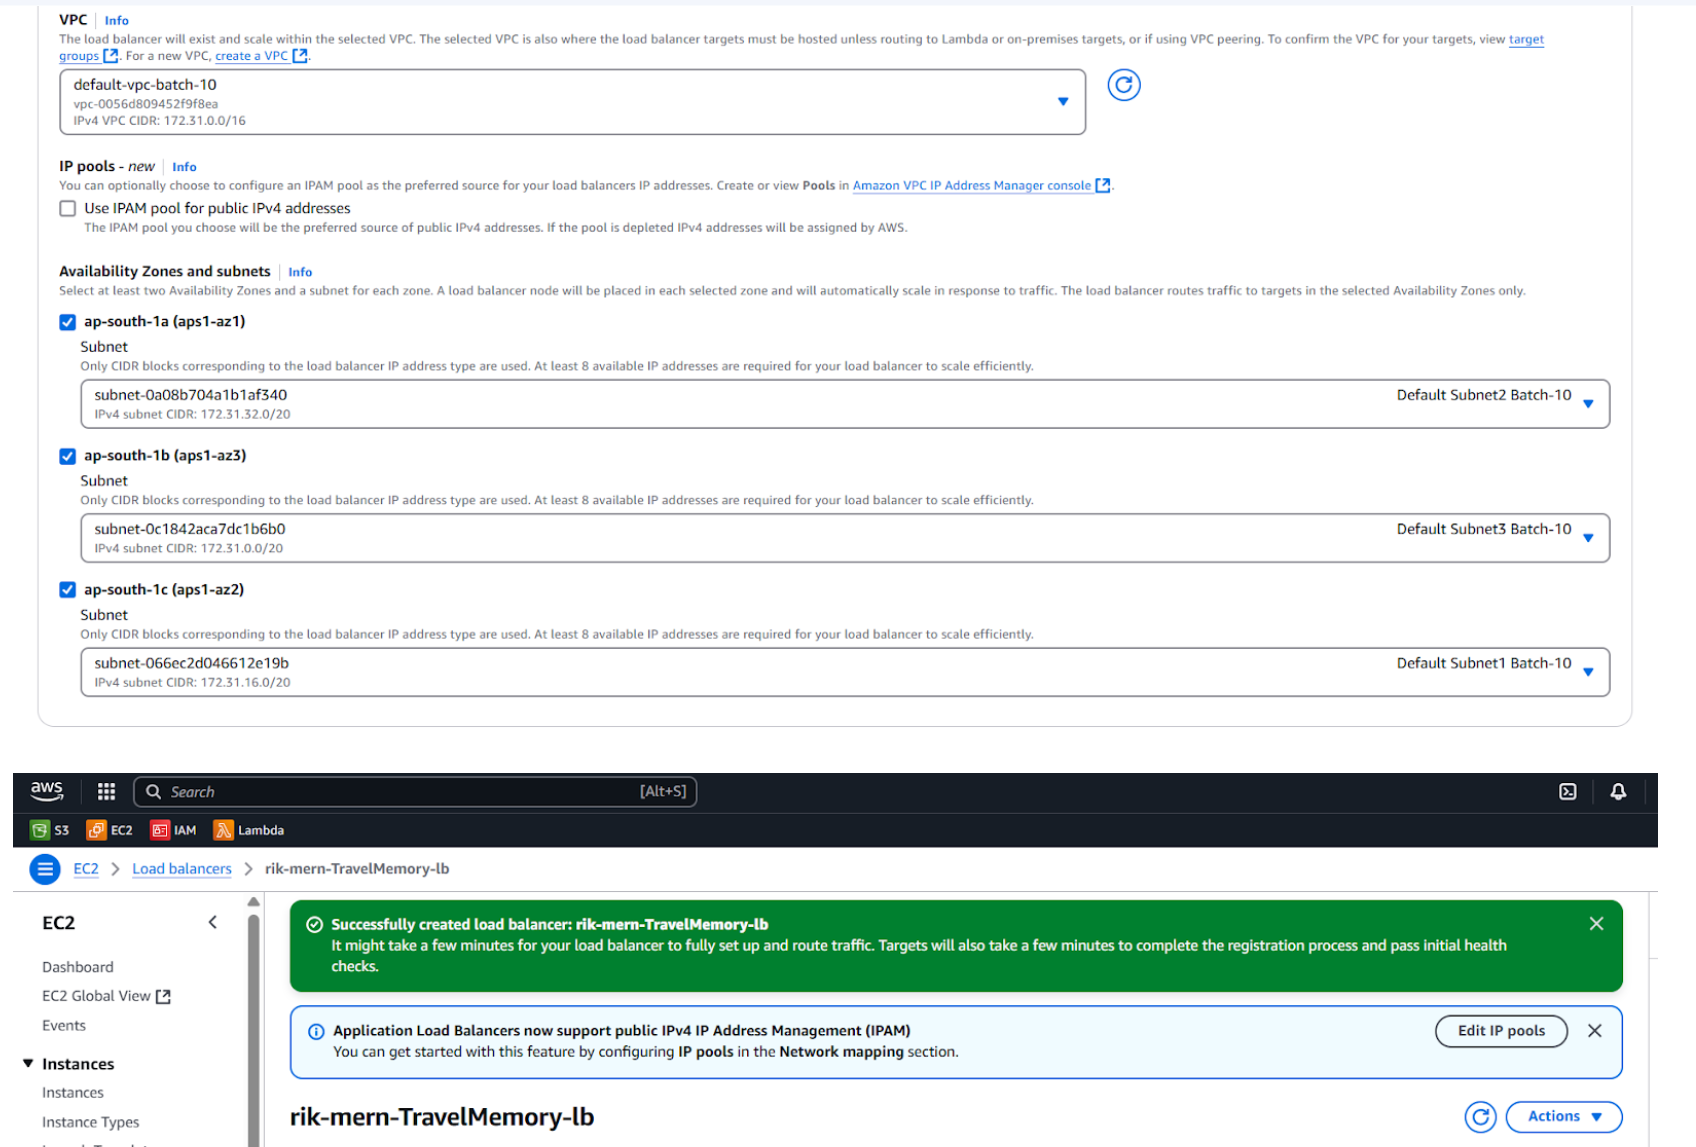 VPC Info
The load balancer will exist and scale within the selected VPC. The selected VPC is also where the load balancer targets must be hosted unless routing to Lambda or on-premises targets, or if using VPC peering. To confirm the VPC for your targets, view target
groups. For a new VPC, create a VPC.
default-vpc-batch-10
vpc-0056d809452f9f8ea
IPv4 VPC CIDR: 172.31.0.0/16
IP pools - new Info
You can optionally choose to configure an IPAM pool as the preferred source for your load balancers IP addresses. Create or view Pools in Amazon VPC IP Address Manager console.
Use IPAM pool for public IPv4 addresses
The IPAM pool you choose will be the preferred source of public IPv4 addresses. If the pool is depleted IPv4 addresses will be assigned by AWS.
Availability Zones and subnets Info
Select at least two Availability Zones and a subnet for each zone. A load balancer node will be placed in each selected zone and will automatically scale in response to traffic. The load balancer routes traffic to targets in the selected Availability Zones only.
ap-south-1a (aps1-az1)
Subnet
Only CIDR blocks corresponding to the load balancer IP address type are used. At least 8 available IP addresses are required for your load balancer to scale efficiently.
subnet-0a08b704a1b1af340 Default Subnet2 Batch-10
IPv4 subnet CIDR: 172.31.32.0/20
ap-south-1b (aps1-az3)
Subnet
Only CIDR blocks corresponding to the load balancer IP address type are used. At least 8 available IP addresses are required for your load balancer to scale efficiently.
subnet-0c1842aca7dc1b6b0 Default Subnet3 Batch-10
IPv4 subnet CIDR: 172.31.0.0/20
ap-south-1c (aps1-az2)
Subnet
Only CIDR blocks corresponding to the load balancer IP address type are used. At least 8 available IP addresses are required for your load balancer to scale efficiently.
subnet-066ec2d046612e19b Default Subnet1 Batch-10
IPv4 subnet CIDR: 172.31.16.0/20
aws Search [Alt+S]
S3 EC2 IAM Lambda
EC2 > Load balancers > rik-mern-TravelMemory-lb
EC2
Dashboard
EC2 Global View
Events
Instances
Instances
Instance Types
Successfully created load balancer: rik-mern-TravelMemory-lb
It might take a few minutes for your load balancer to fully set up and route traffic. Targets will also take a few minutes to complete the registration process and pass initial health
checks.
Application Load Balancers now support public IPv4 IP Address Management (IPAM)
You can get started with this feature by configuring IP pools in the Network mapping section.
Edit IP pools
rik-mern-TravelMemory-lb
Actions